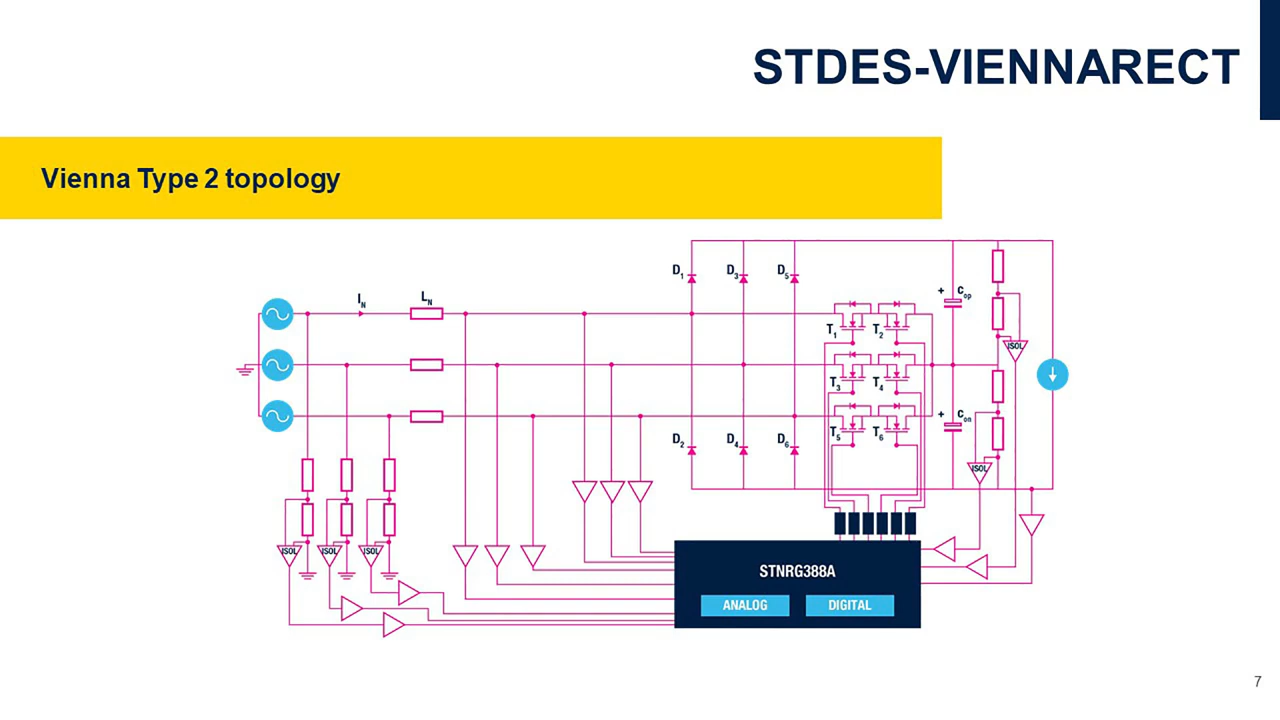 STDES-VIENNARECT
Vienna Type 2 topology
D1
D3
D5
IN
LN
+
Cop
T1
T2
ISOL
T3
T4
+
Con
T5
T6
D2
D4
D6
ISOL
ISOL
ISOL
ISOL
STNRG388A
ANALOG
DIGITAL
7